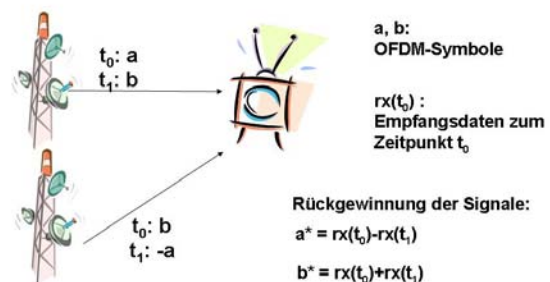 t₀: a
t₁: b
a, b:
OFDM-Symbole
rx(t₀) :
Empfangsdaten zum
Zeitpunkt t₀
t₀: b
t₁: -a
Rückgewinnung der Signale:
a* = rx(t₀)-rx(t₁)
b* = rx(t₀)+rx(t₁)